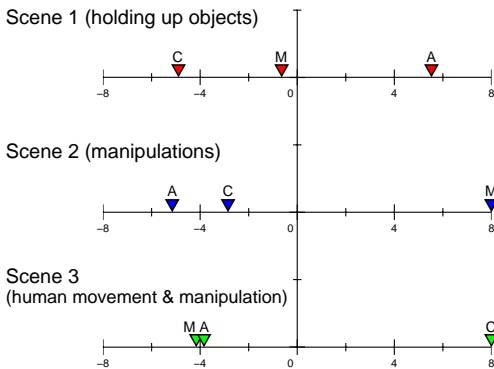 Scene 1 (holding up objects)
C M A
−8 −4 0 4 8
Scene 2 (manipulations)
A C M
−8 −4 0 4 8
Scene 3
(human movement & manipulation)
M A C
−8 −4 0 4 8